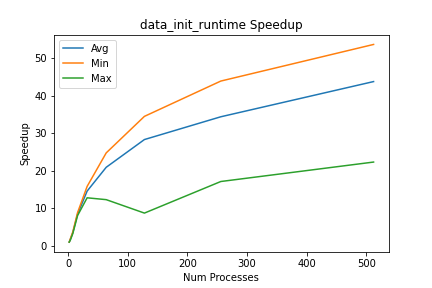 data_init_runtime Speedup
Avg
Min
Max
Speedup
50
40
30
20
10
0
0 100 200 300 400 500
Num Processes